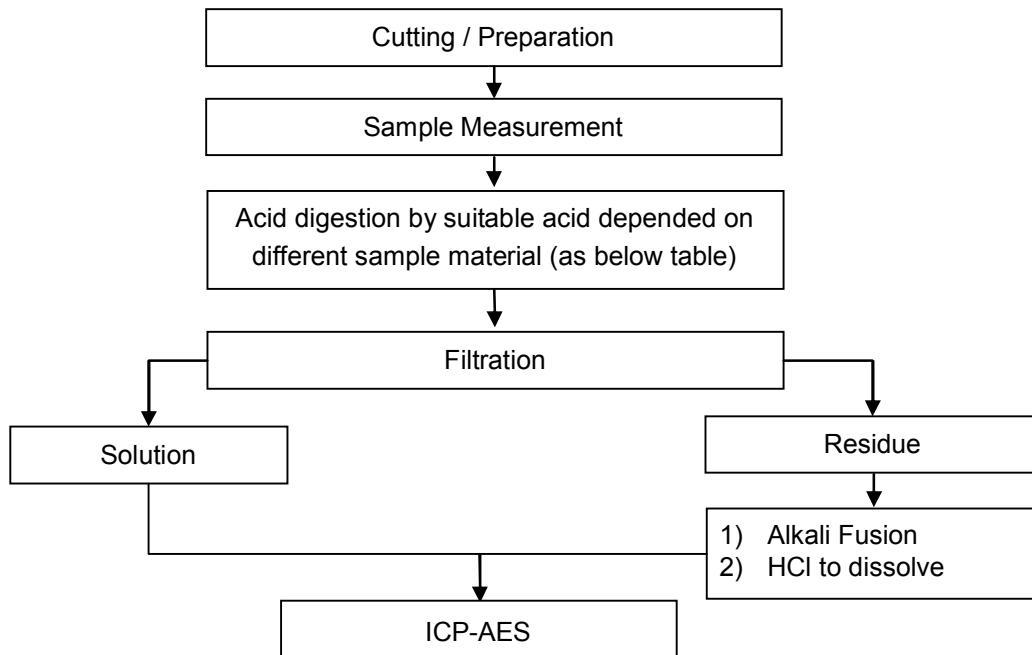 Cutting / Preparation
Sample Measurement
Acid digestion by suitable acid depended on
different sample material (as below table)
Filtration
Solution
Residue
1) Alkali Fusion
2) HCl to dissolve
ICP-AES